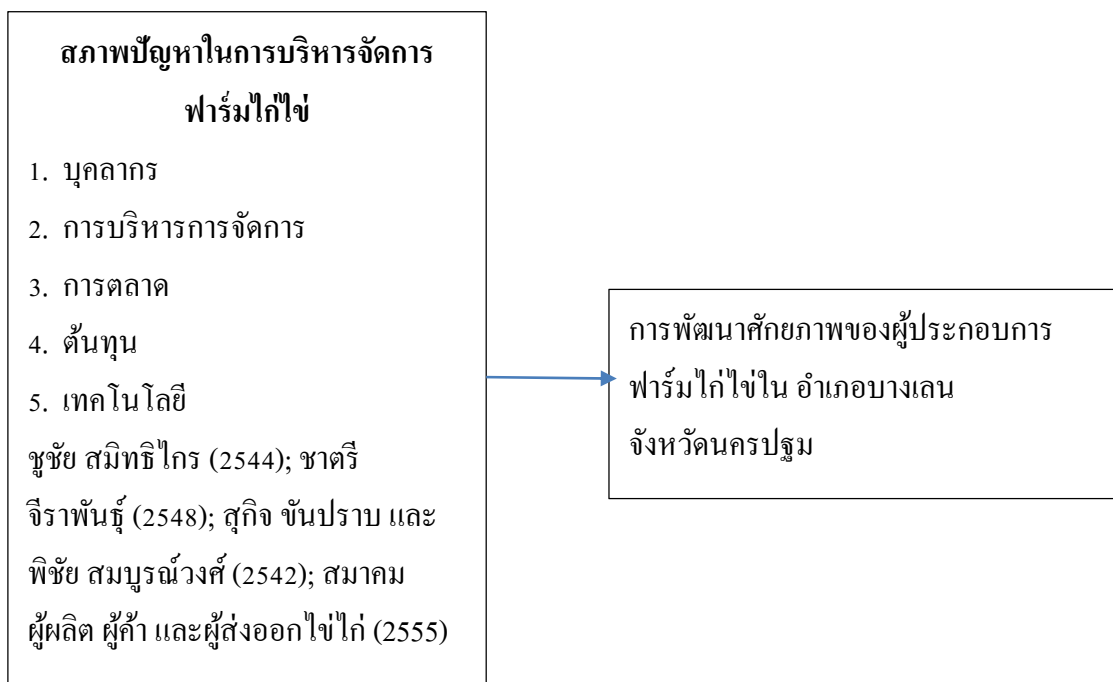 สภาพปัญหาในการบริหารจัดการ
ฟาร์มไก่ไข่
1. บุคลากร
2. การบริหารการจัดการ
3. การตลาด
4. ต้นทุน
5. เทคโนโลยี
ชูชัย สมิทธิไกร (2544); ชาตรี
จีราพันธุ์ (2548); สุกิจ ขันปราบ และ
พิชัย สมบูรณ์วงศ์ (2542); สมาคม
ผู้ผลิต ผู้ค้า และผู้ส่งออกไข่ไก่ (2555)
การพัฒนาศักยภาพของผู้ประกอบการ
ฟาร์มไก่ไข่ใน อำเภอบางเลน
จังหวัดนครปฐม